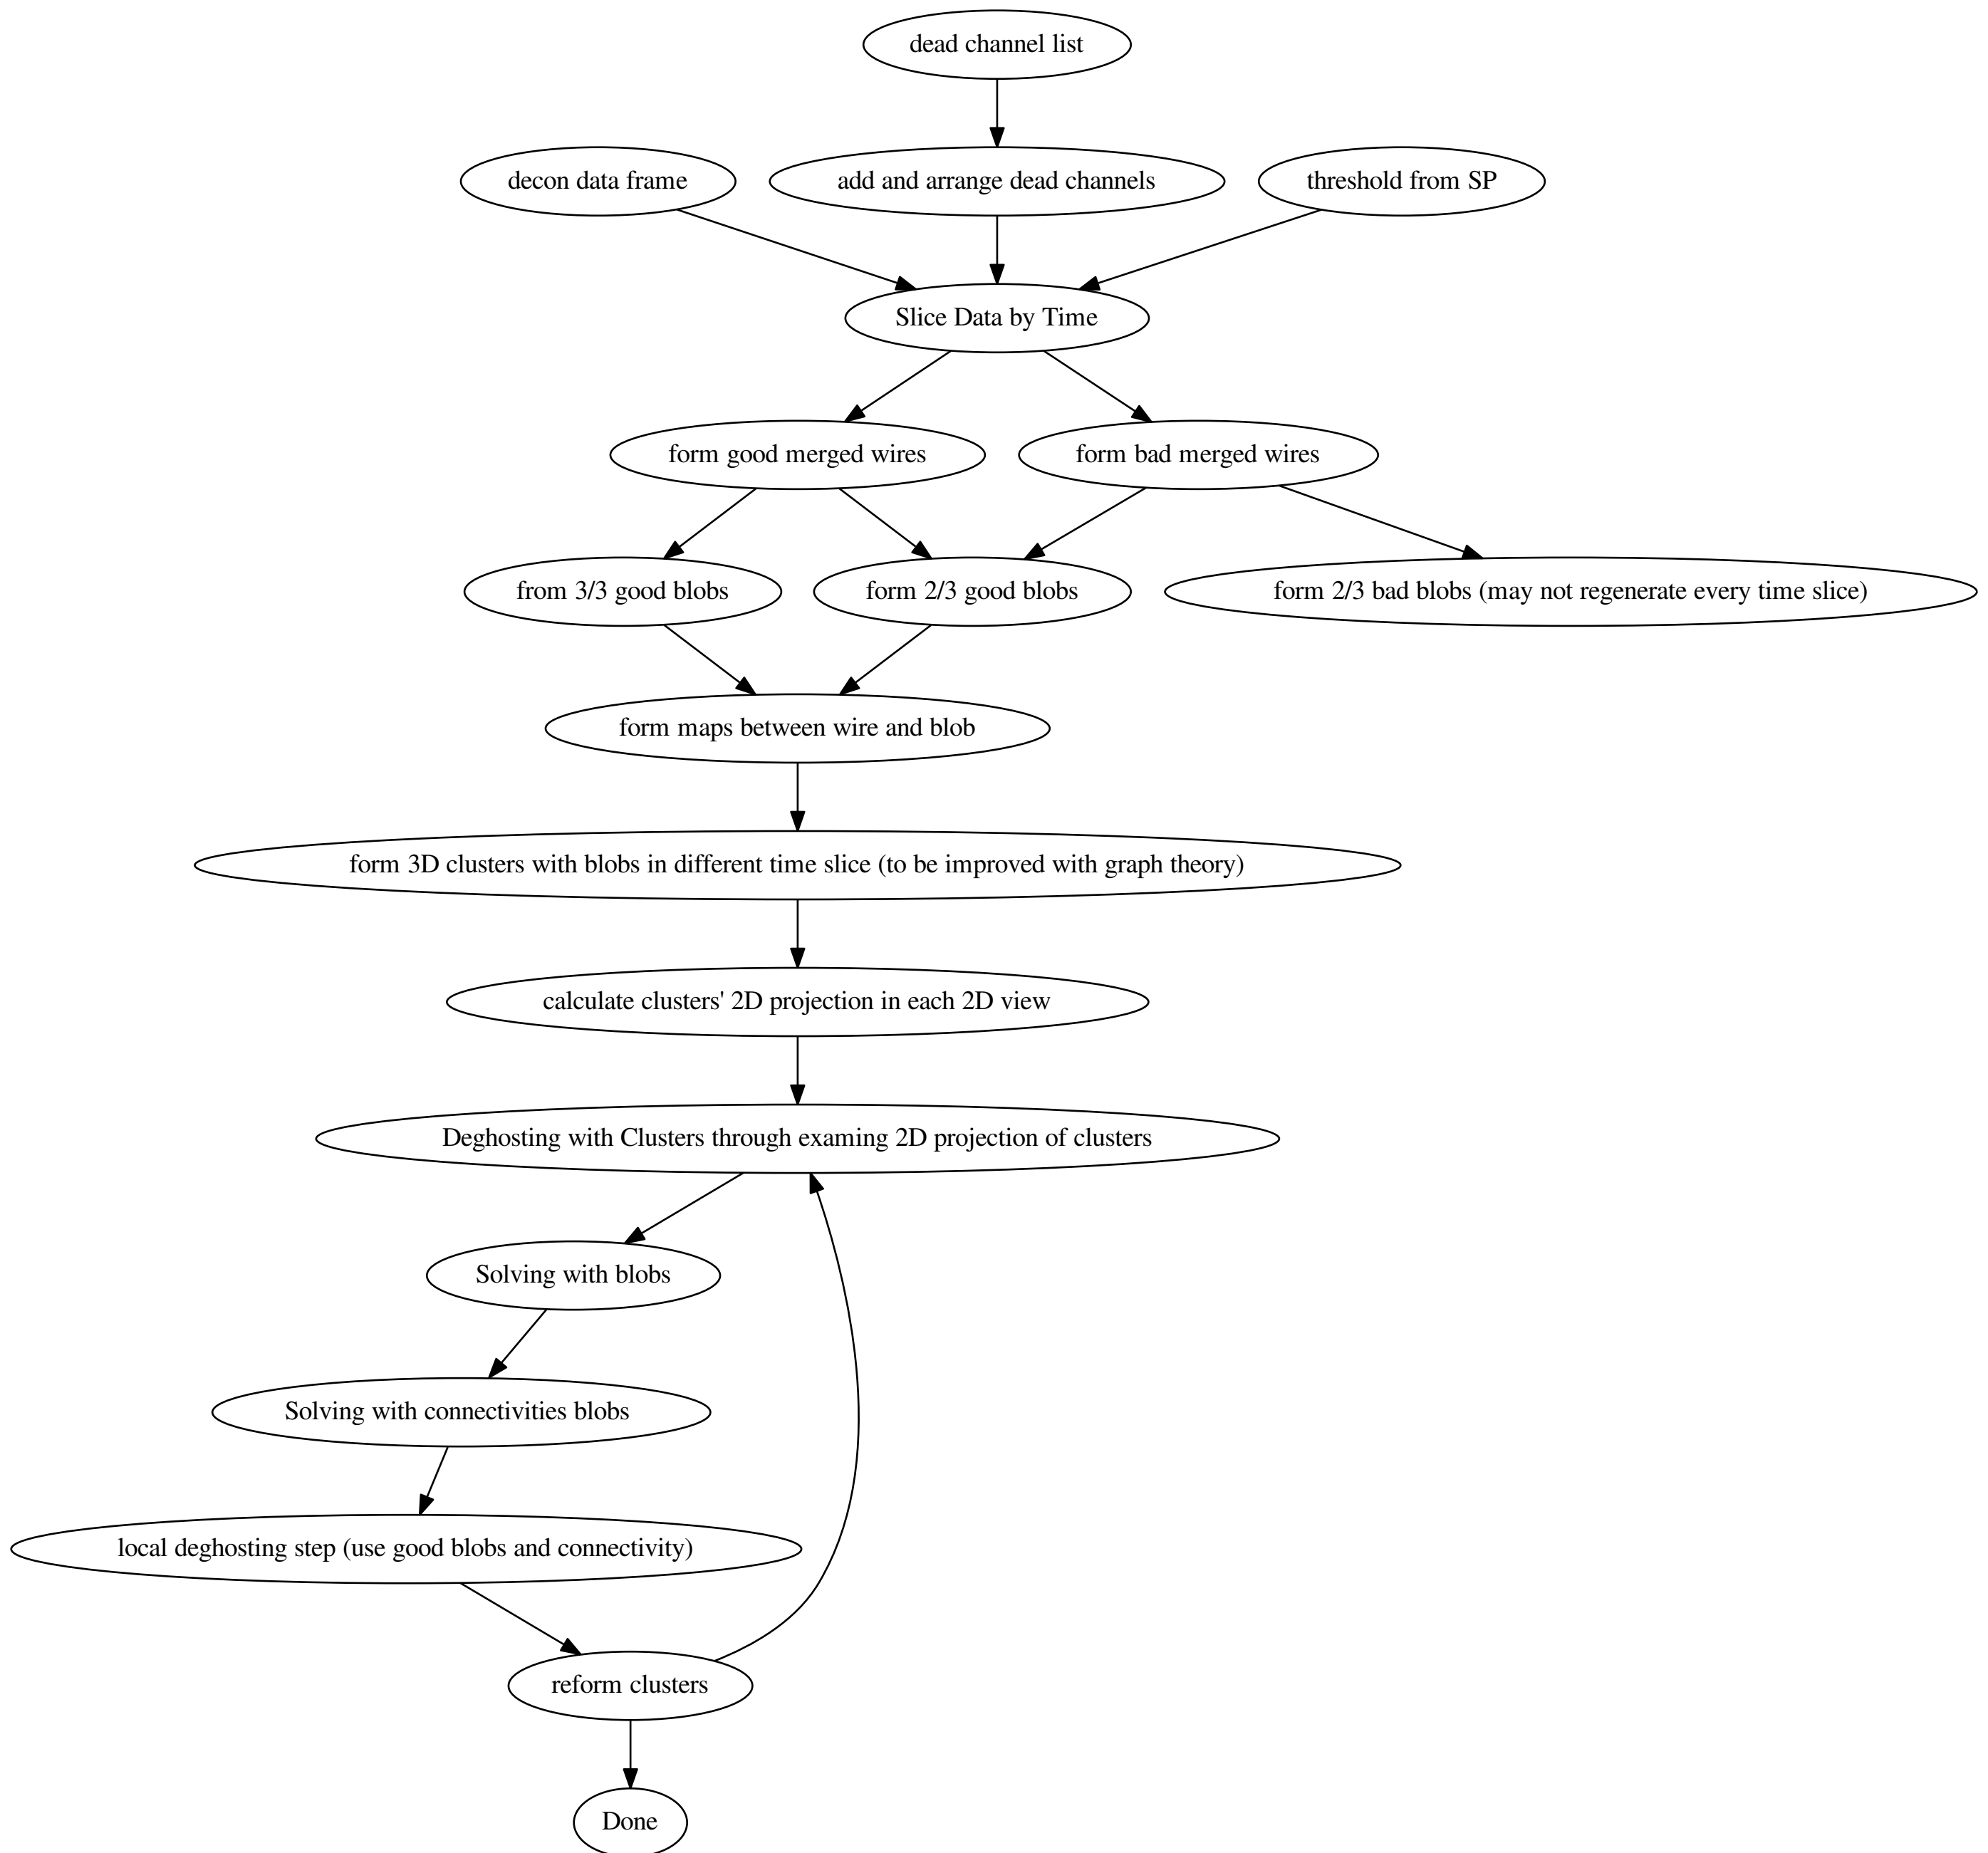 dead channel list
decon data frame
add and arrange dead channels
threshold from SP
Slice Data by Time
form good merged wires
form bad merged wires
from 3/3 good blobs
form 2/3 good blobs
form 2/3 bad blobs (may not regenerate every time slice)
form maps between wire and blob
form 3D clusters with blobs in different time slice (to be improved with graph theory)
calculate clusters' 2D projection in each 2D view
Deghosting with Clusters through examing 2D projection of clusters
Solving with blobs
Solving with connectivities blobs
local deghosting step (use good blobs and connectivity)
reform clusters
Done